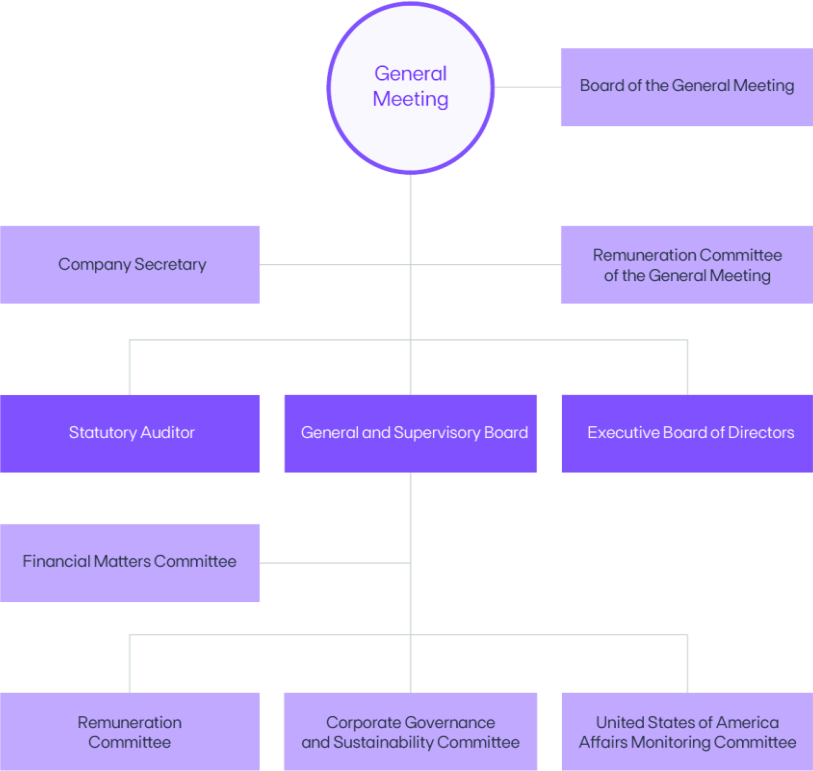 General
Meeting
Board of the General Meeting
Company Secretary
Remuneration Committee
of the General Meeting
Statutory Auditor
General and Supervisory Board
Executive Board of Directors
Financial Matters Committee
Remuneration
Committee
Corporate Governance
and Sustainability Committee
United States of America
Affairs Monitoring Committee